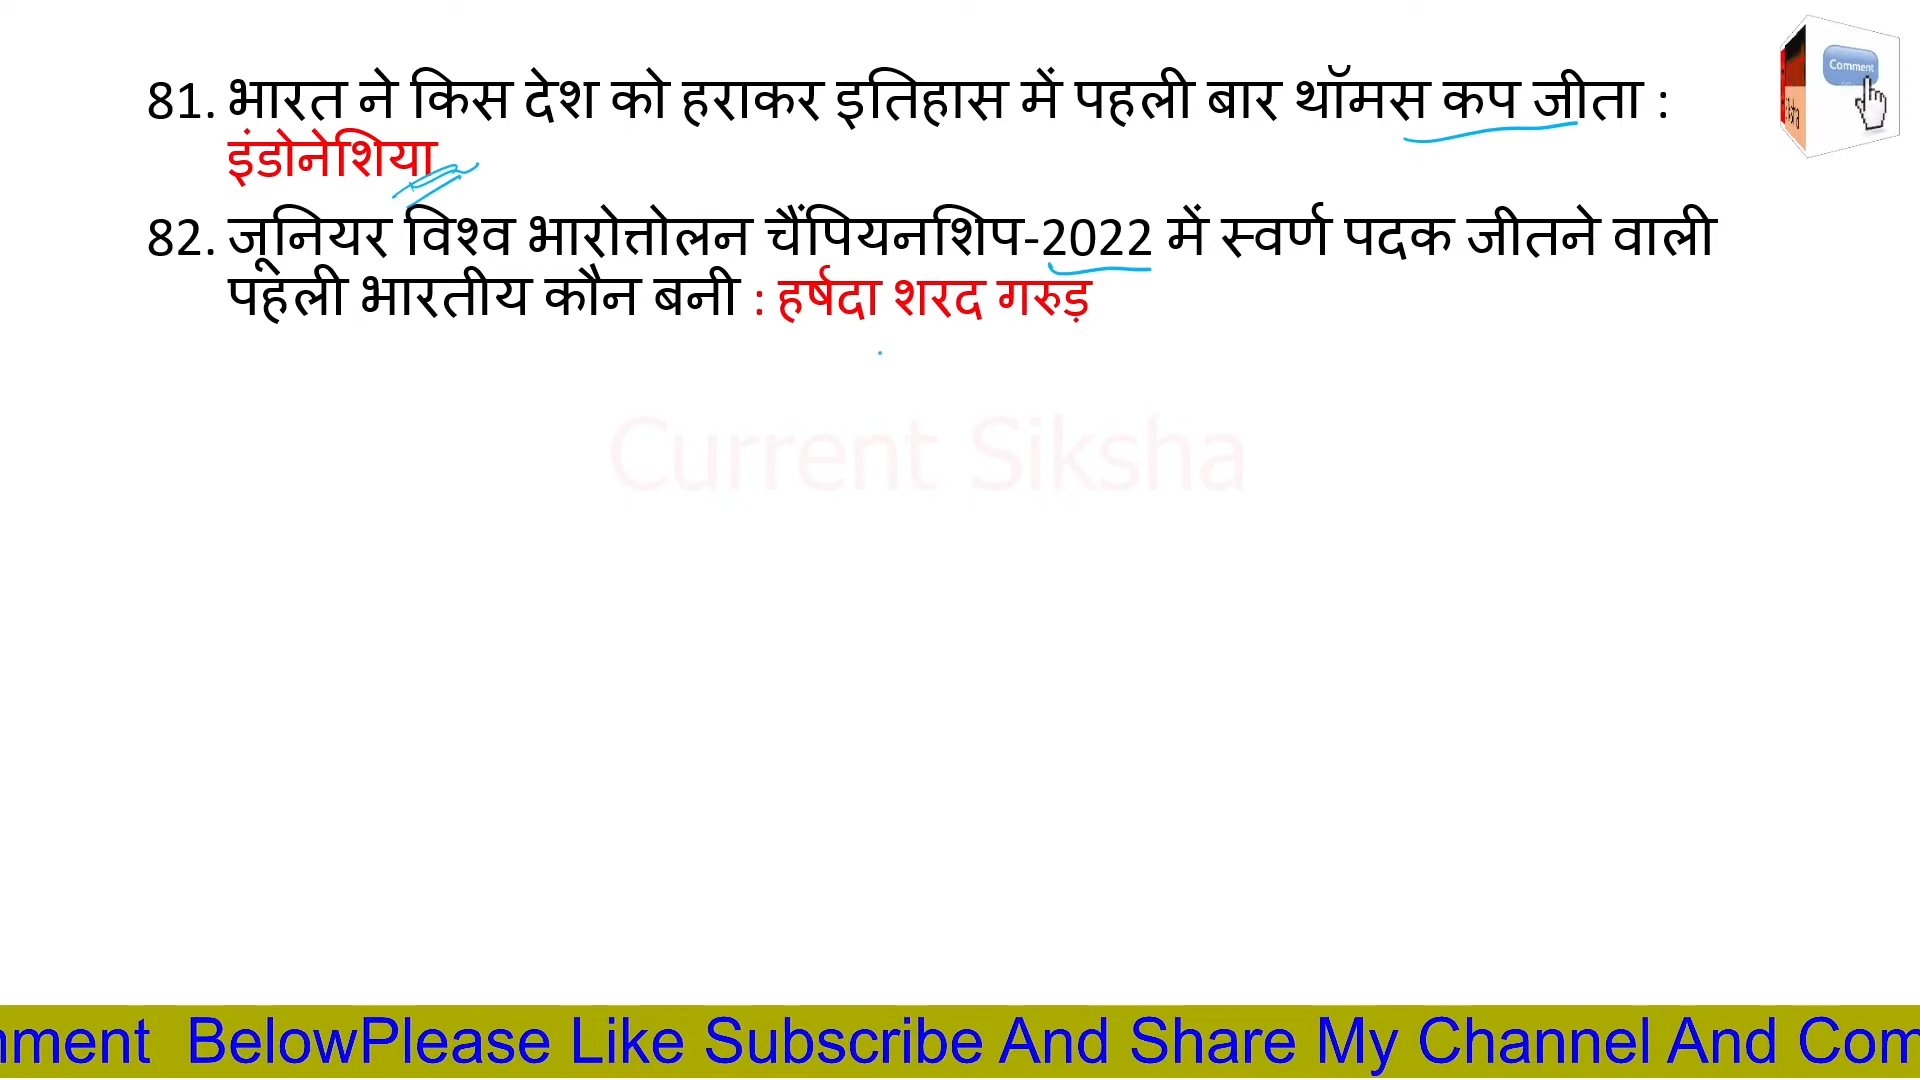 81. भारत ने किस देश को हराकर इतिहास में पहली बार थॉमस कप जीता :
इंडोनेशिया
82. जूनियर विश्व भारोत्तोलन चैंपियनशिप-2022 में स्वर्ण पदक जीतने वाली
पहली भारतीय कौन बनी : हर्षदा शरद गरुड़
Comment
Current Siksha
mment BelowPlease Like Subscribe And Share My Channel And Com